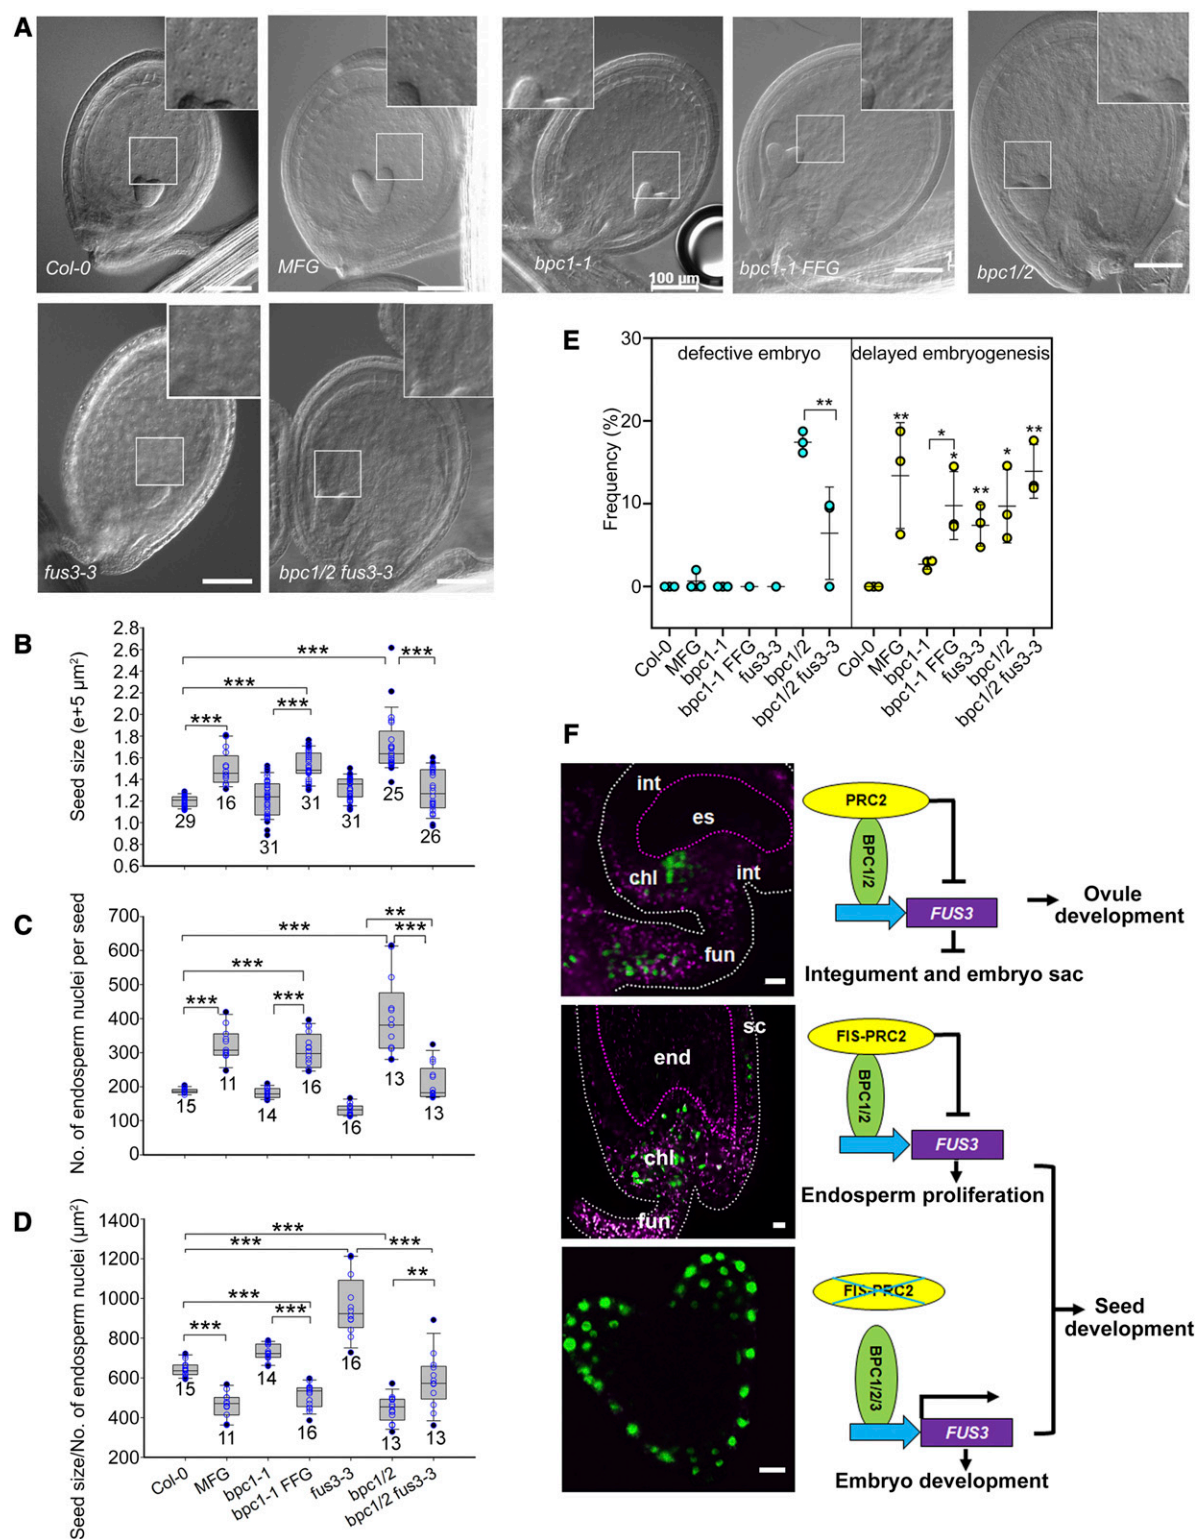 A
Col-0
MFG
bpc1-1
100 µm
bpc1-1 FFG
bpc1/2
fus3-3
bpc1/2 fus3-3
B
Seed size (e+5 µm²)
2.8
2.6
2.4
2.2
2.0
1.8
1.6
1.4
1.2
1.0
0.8
0.6
***
***
***
***
***
29
16
31
31
31
25
26
C
No. of endosperm nuclei per seed
700
600
500
400
300
200
100
0
**
***
***
***
***
***
15
11
14
16
16
13
13
D
Seed size/No. of endosperm nuclei (µm²)
1400
1200
1000
800
600
400
200
***
***
***
***
***
***
**
15
11
14
16
16
13
13
Col-0
MFG
bpc1-1
bpc1-1 FFG
fus3-3
bpc1/2
bpc1/2 fus3-3
E
Frequency (%)
30
20
10
0
defective embryo
delayed embryogenesis
**
**
*
*
**
*
**
Col-0
MFG
bpc1-1
bpc1-1 FFG
fus3-3
bpc1/2
bpc1/2 fus3-3
Col-0
MFG
bpc1-1
bpc1-1 FFG
fus3-3
bpc1/2
bpc1/2 fus3-3
F
int
es
chl
int
fun
PRC2
BPC1/2
FUS3
Ovule
development
Integument and embryo sac
sc
end
chl
fun
FIS-PRC2
BPC1/2
FUS3
Endosperm proliferation
FIS-PRC2
BPC1/2/3
FUS3
Embryo development
Seed
development